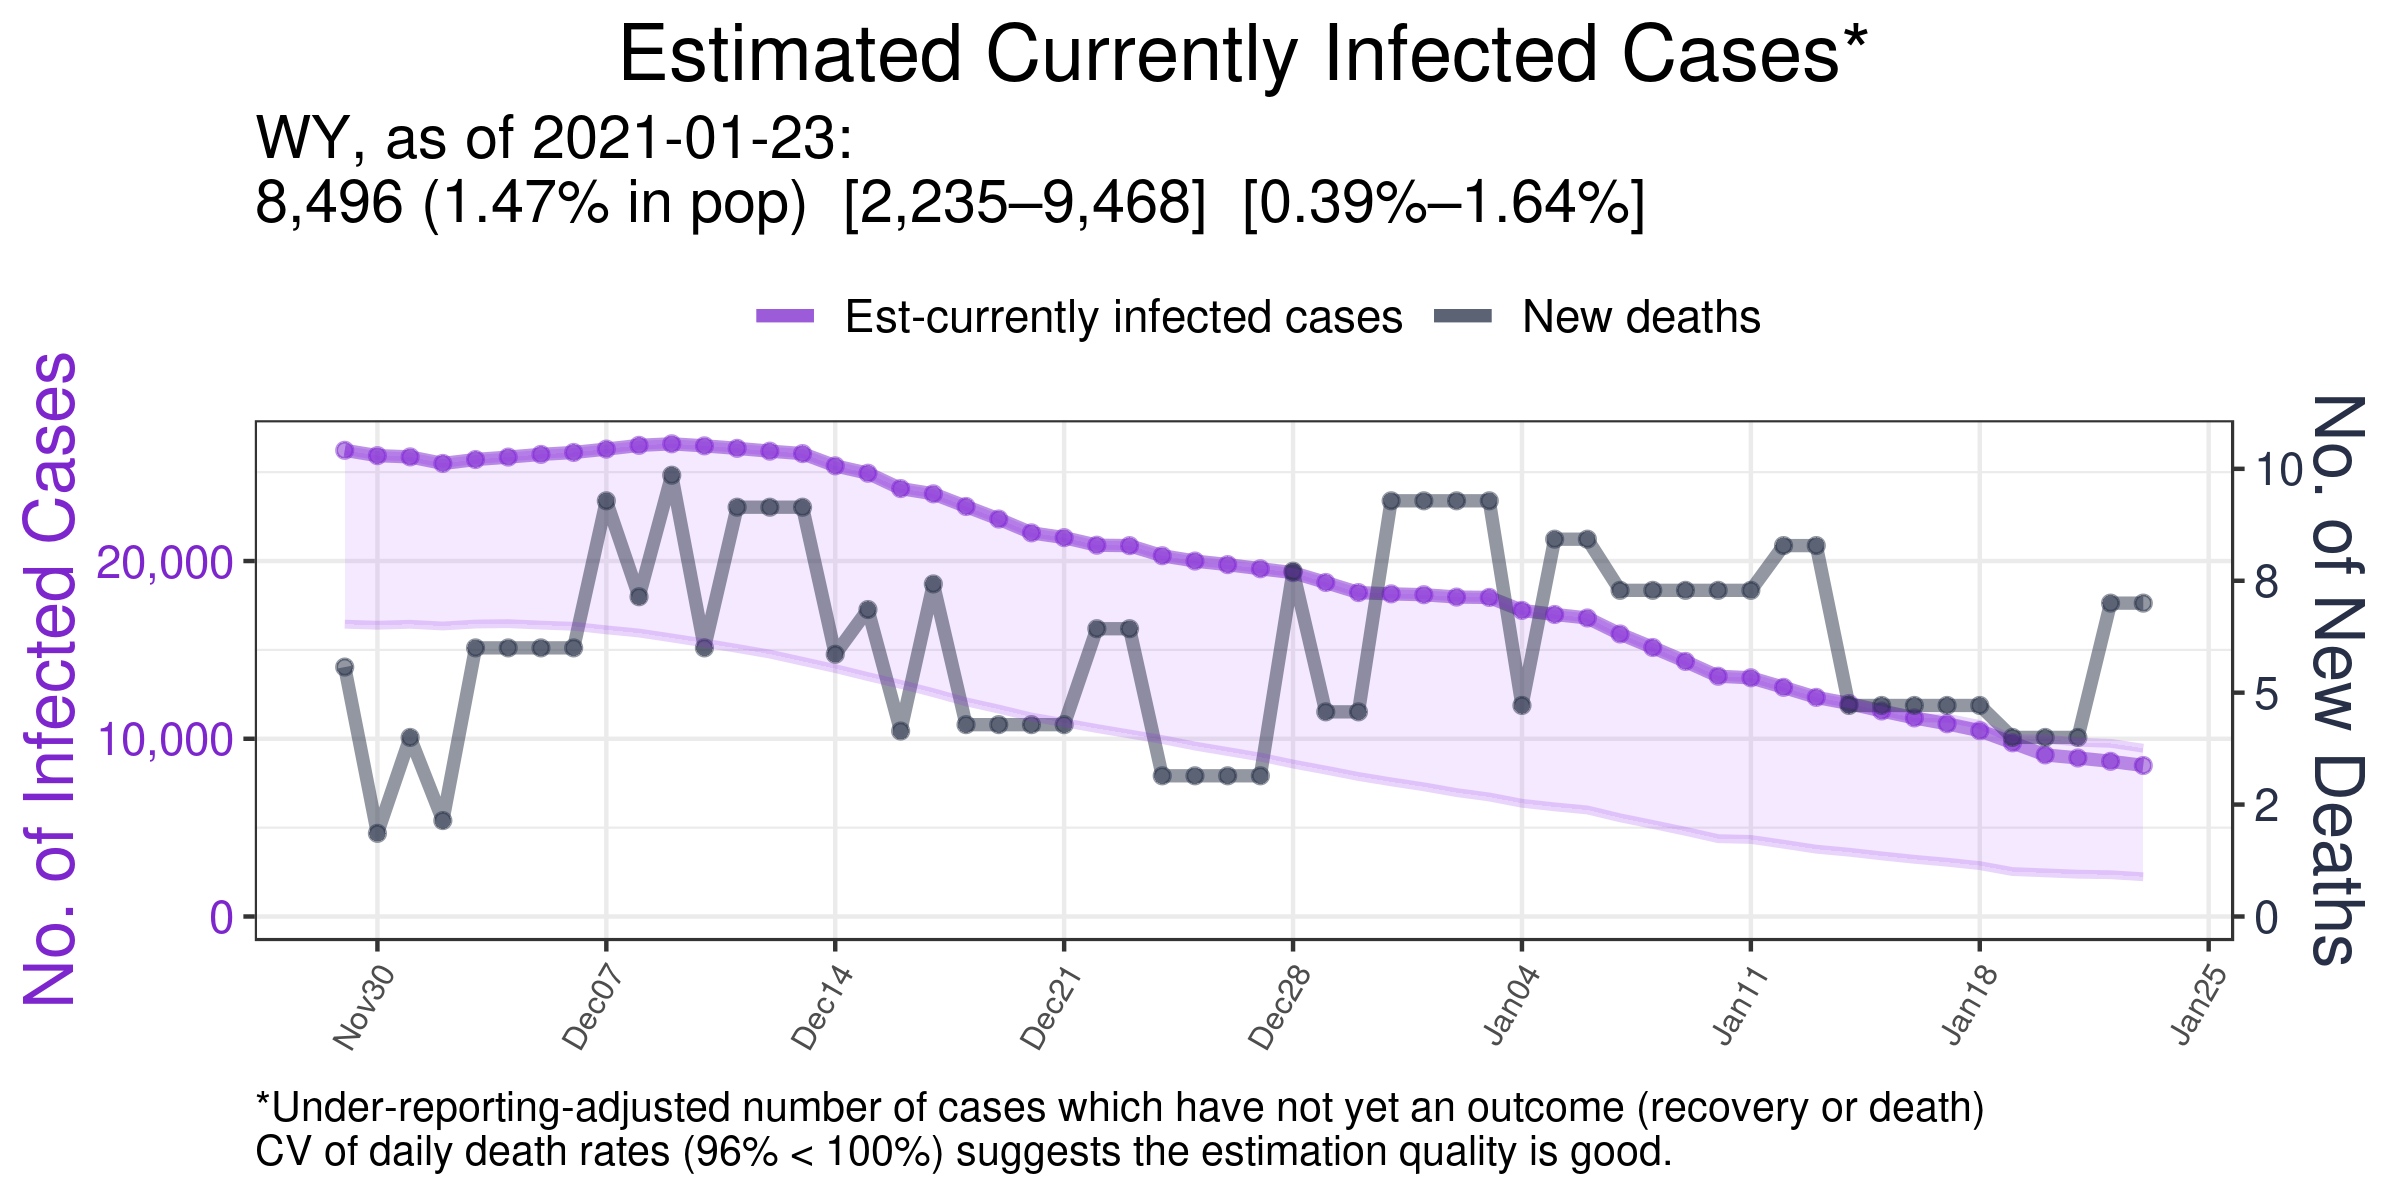 Estimated Currently Infected Cases*
WY, as of 2021-01-23:
8,496 (1.47% in pop)  [2,235–9,468]  [0.39%–1.64%]
Est-currently infected cases
New deaths
No. of Infected Cases
20,000
10,000
0
10
8
5
2
0
No. of New Deaths
Nov30
Dec07
Dec14
Dec21
Dec28
Jan04
Jan11
Jan18
Jan25
*Under-reporting-adjusted number of cases which have not yet an outcome (recovery or death)
CV of daily death rates (96% < 100%) suggests the estimation quality is good.